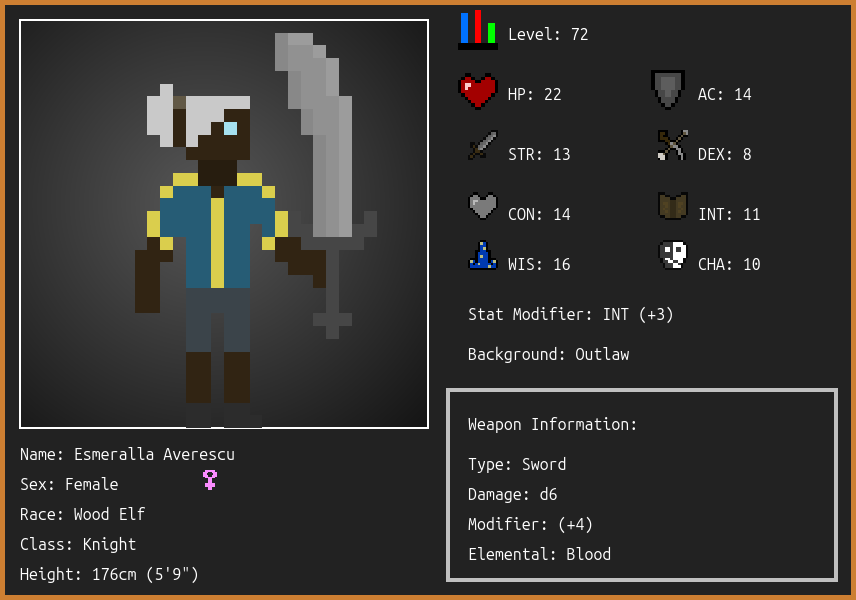 Level: 72
HP: 22
AC: 14
STR: 13
DEX: 8
CON: 14
INT: 11
WIS: 16
CHA: 10
Stat Modifier: INT (+3)
Background: Outlaw
Weapon Information:
Type: Sword
Damage: d6
Modifier: (+4)
Elemental: Blood
Name: Esmeralla Averescu
Sex: Female
Race: Wood Elf
Class: Knight
Height: 176cm (5'9")